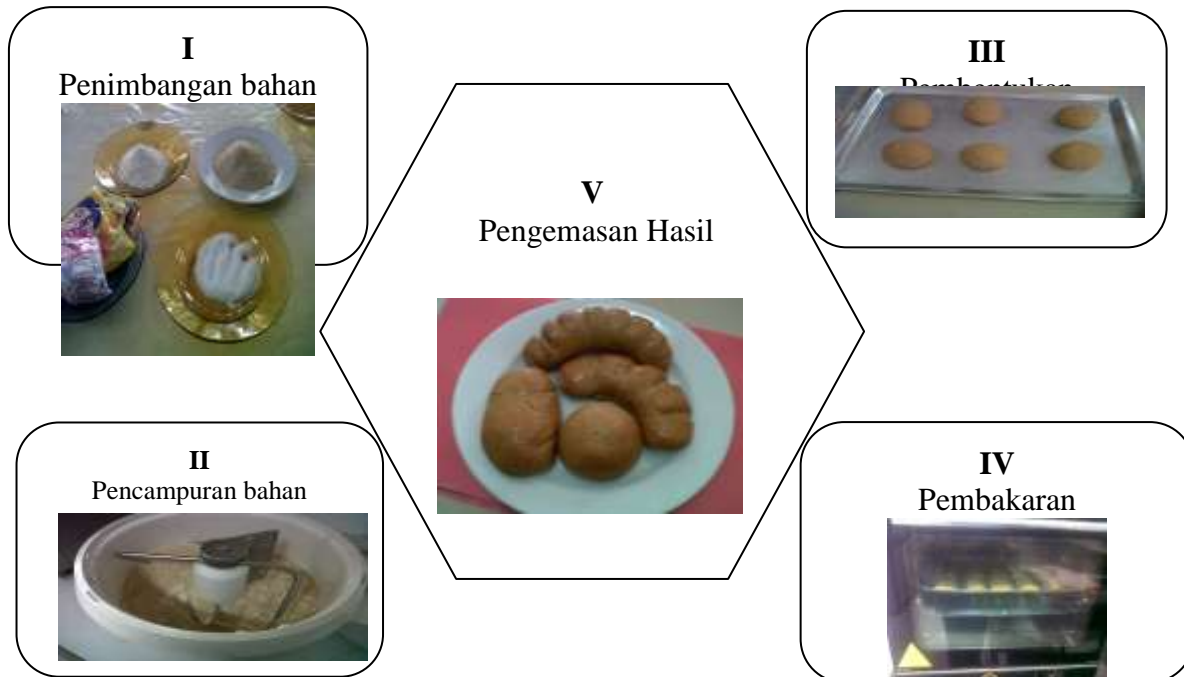 I
Penimbangan bahan
II
Pencampuran bahan
III
IV
Pembakaran
V
Pengemasan Hasil